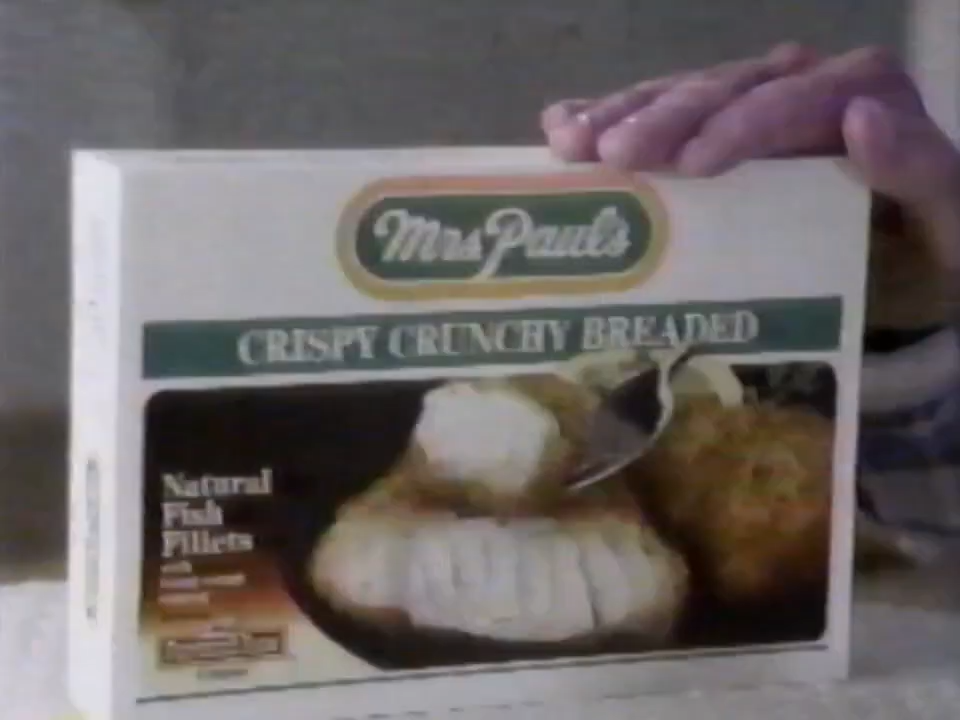 Mrs Paul's
CRISPY CRUNCHY BREADED
Natural
Fish
Fillets